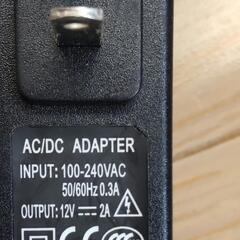 AC/DC ADAPTER
INPUT: 100-240VAC
50/60Hz 0.3A
OUTPUT: 12V ⎓ 2A